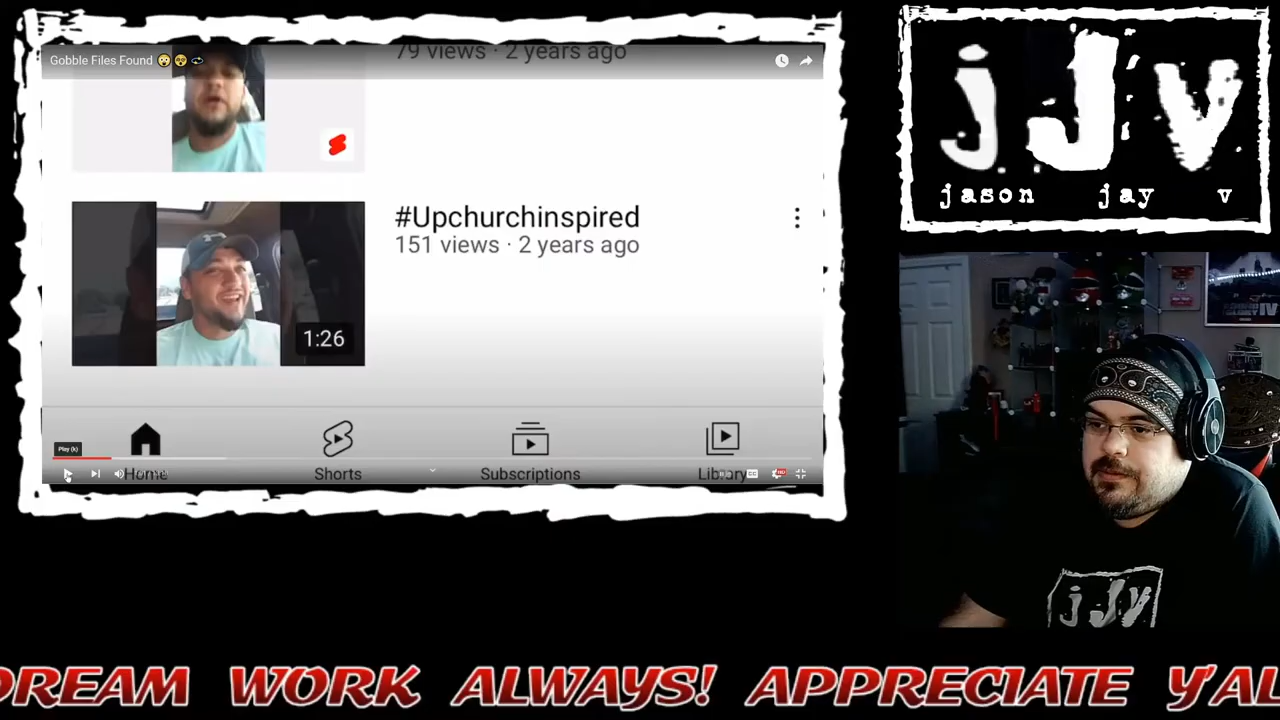 79 views · 2 years ago
Gobble Files Found
#Upchurchinspired
151 views · 2 years ago
1:26
Play (k)
Home
Shorts
Subscriptions
Library
jJv
jason jay v
jJv
DREAM WORK ALWAYS! APPRECIATE Y'AL